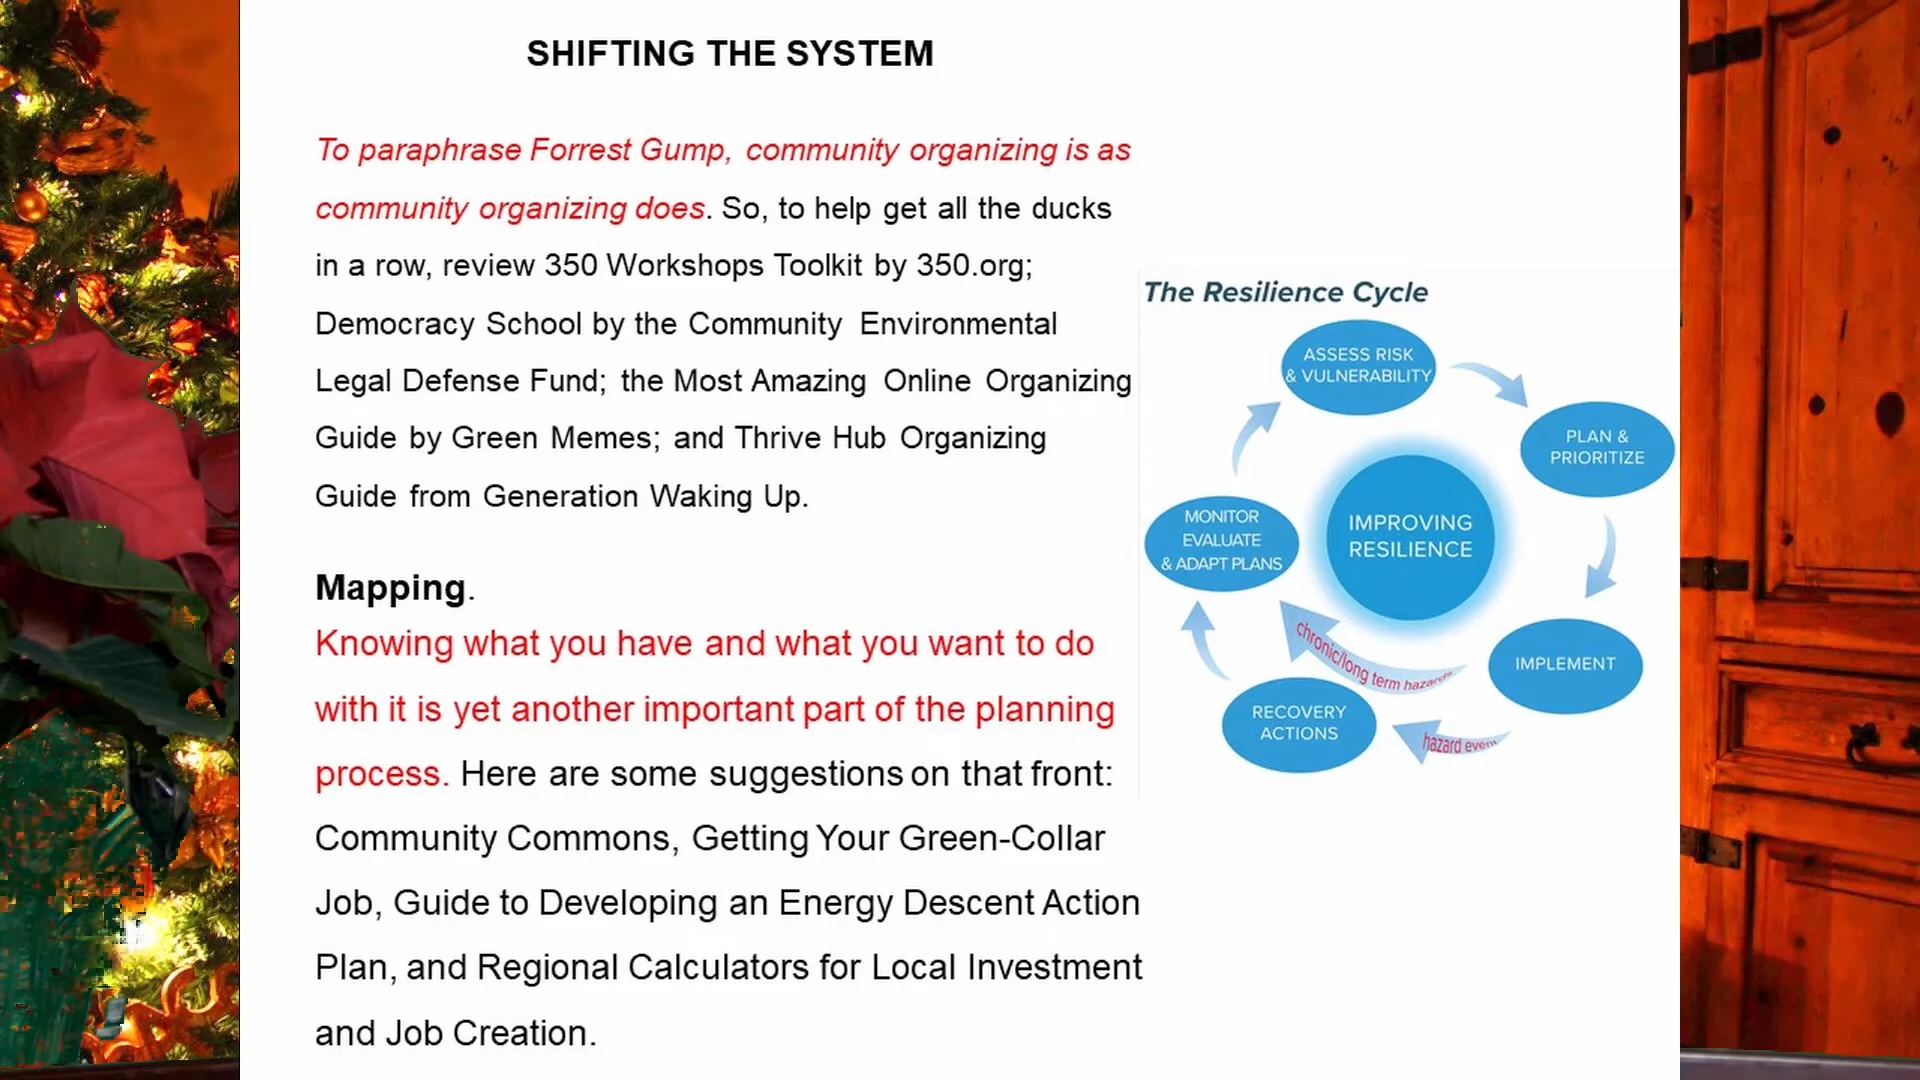 SHIFTING THE SYSTEM
To paraphrase Forrest Gump, community organizing is as
community organizing does. So, to help get all the ducks
in a row, review 350 Workshops Toolkit by 350.org;
Democracy School by the Community Environmental
Legal Defense Fund; the Most Amazing Online Organizing
Guide by Green Memes; and Thrive Hub Organizing
Guide from Generation Waking Up.
Mapping.
Knowing what you have and what you want to do
with it is yet another important part of the planning
process. Here are some suggestions on that front:
Community Commons, Getting Your Green-Collar
Job, Guide to Developing an Energy Descent Action
Plan, and Regional Calculators for Local Investment
and Job Creation.
The Resilience Cycle
ASSESS RISK
& VULNERABILITY
PLAN &
PRIORITIZE
IMPROVING
RESILIENCE
MONITOR
EVALUATE
& ADAPT PLANS
chronic/long term hazards
IMPLEMENT
RECOVERY
ACTIONS
hazard event